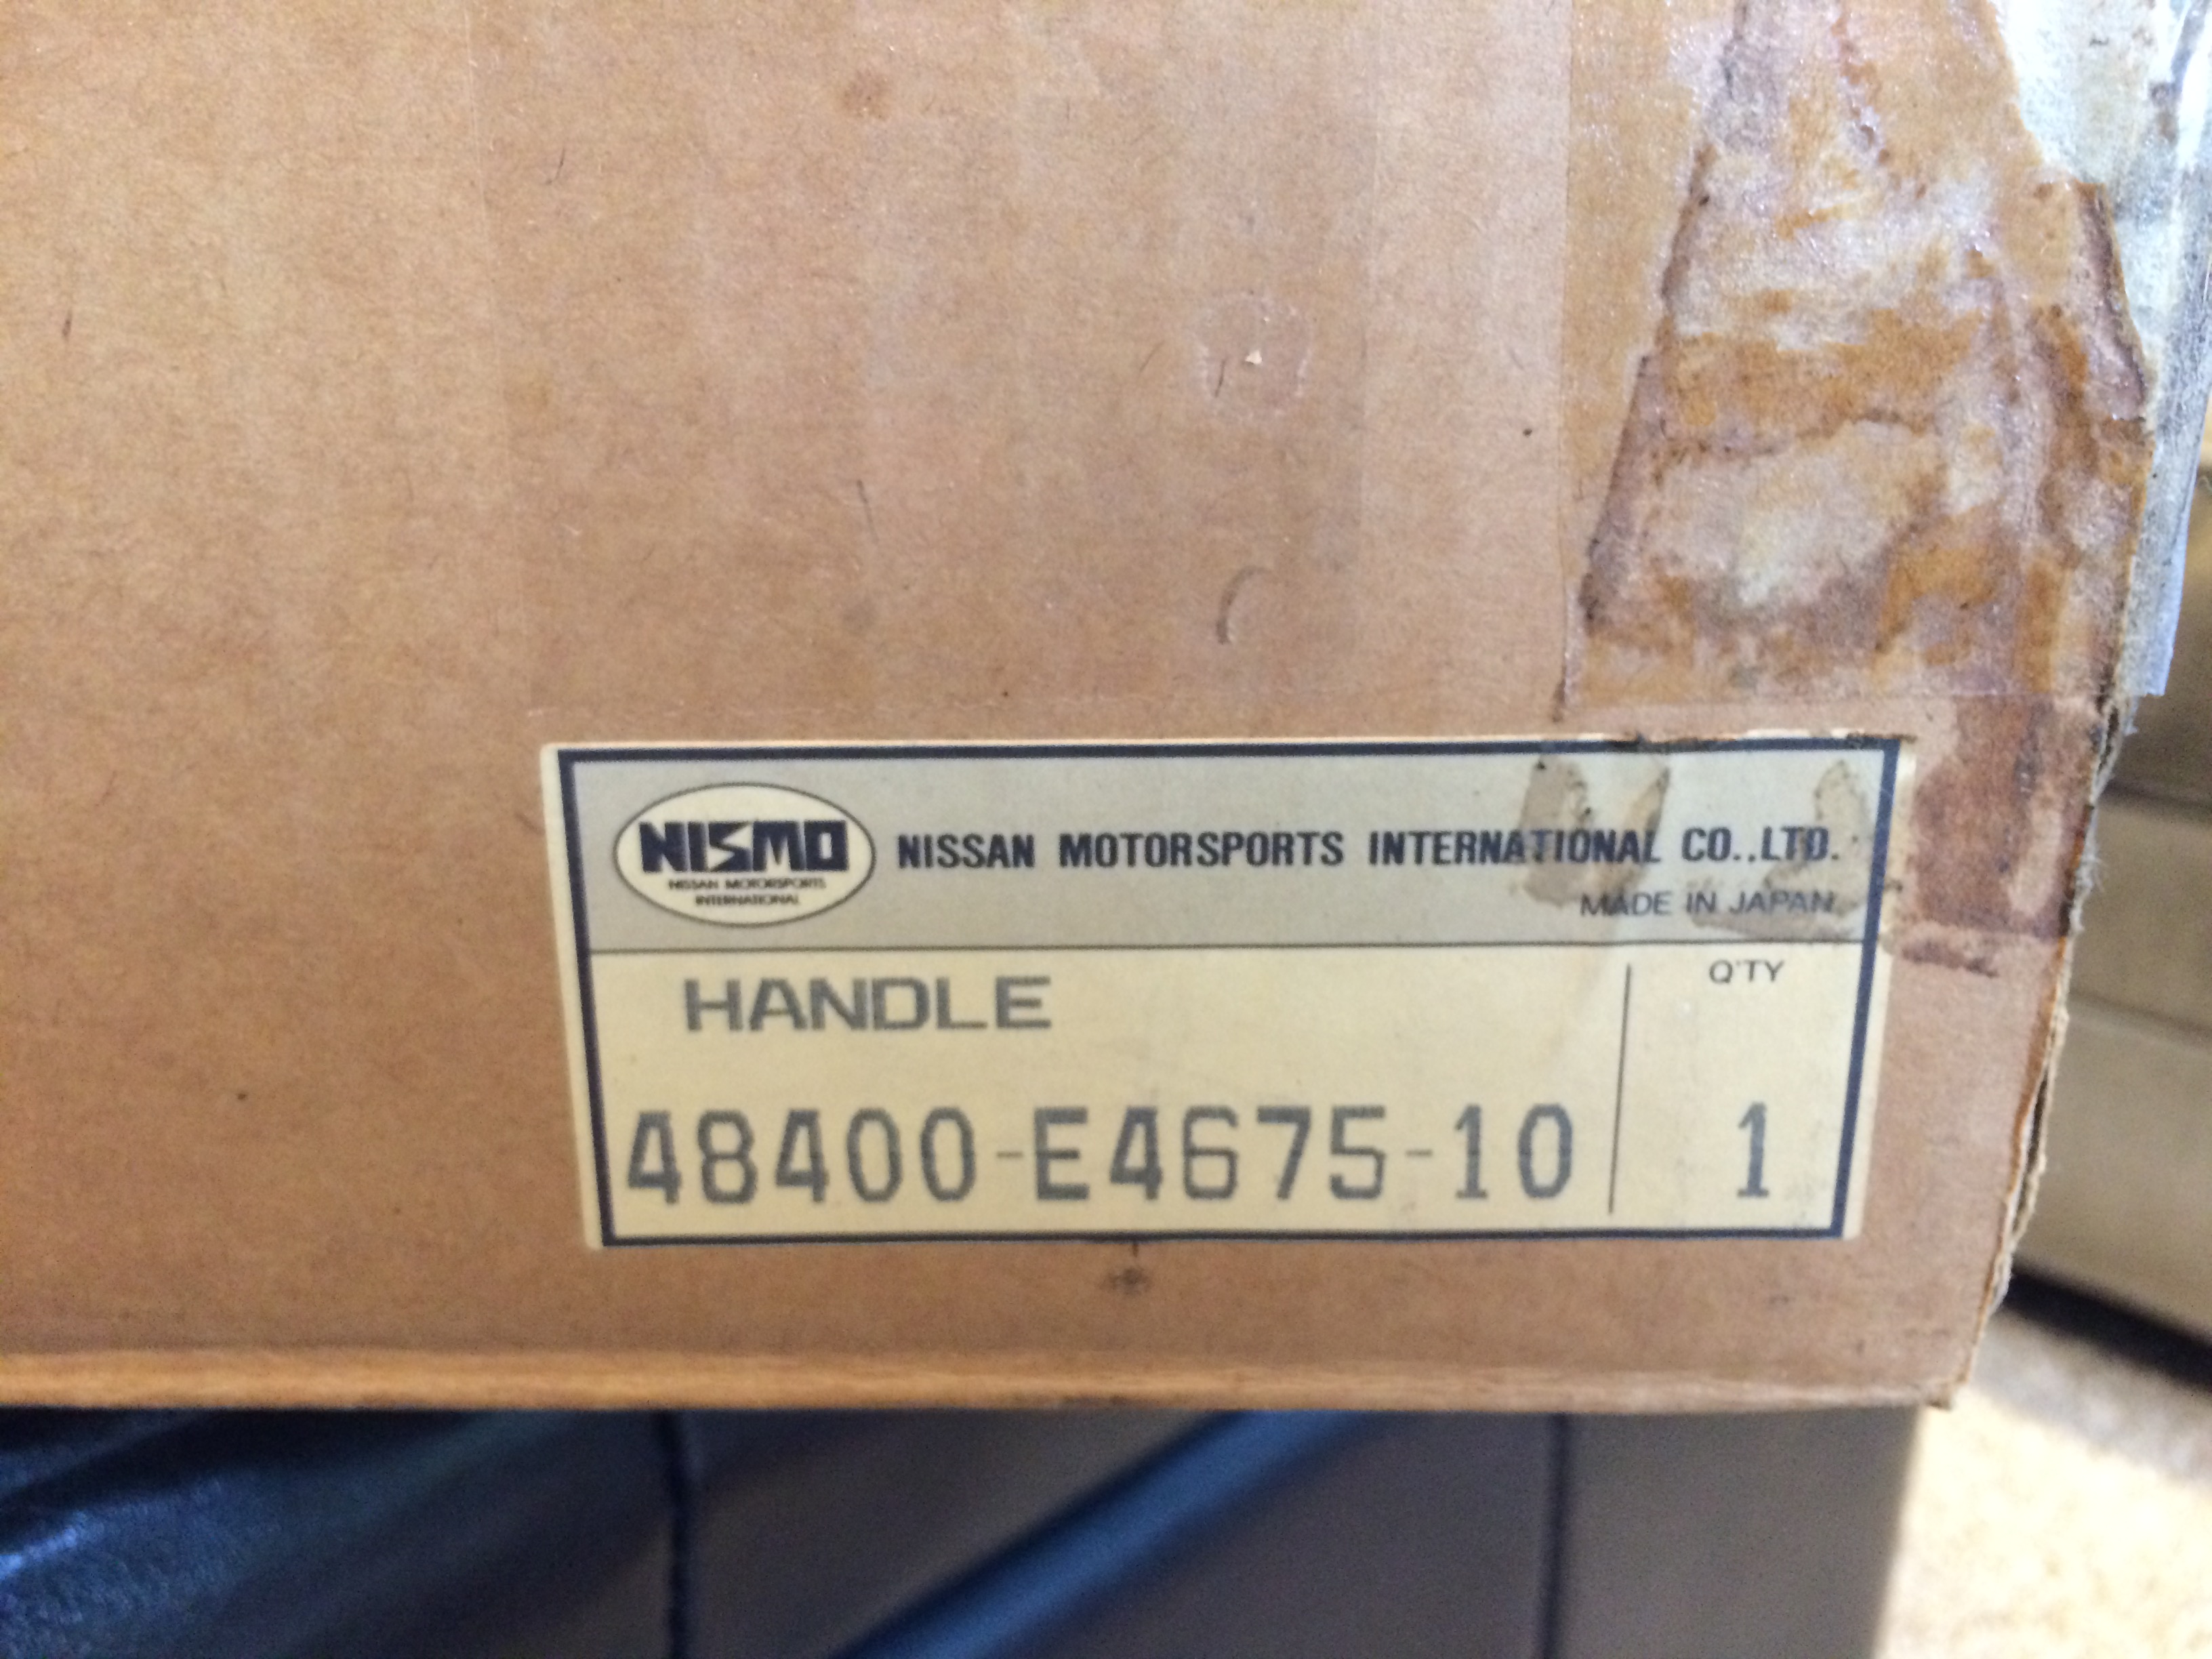 NISMO
NISSAN MOTORSPORTS
INTERNATIONAL
NISSAN MOTORSPORTS INTERNATIONAL CO.,LTD.
MADE IN JAPAN
HANDLE
Q'TY
48400-E4675-10
1